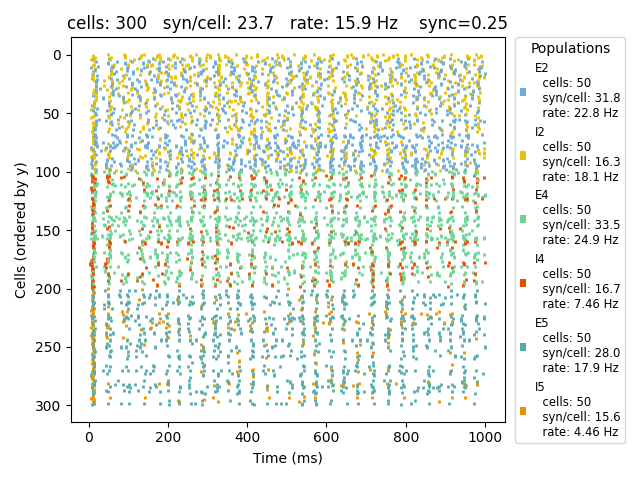 cells: 300   syn/cell: 23.7   rate: 15.9 Hz    sync=0.25
Populations
E2
cells: 50
syn/cell: 31.8
rate: 22.8 Hz
I2
cells: 50
syn/cell: 16.3
rate: 18.1 Hz
E4
cells: 50
syn/cell: 33.5
rate: 24.9 Hz
I4
cells: 50
syn/cell: 16.7
rate: 7.46 Hz
E5
cells: 50
syn/cell: 28.0
rate: 17.9 Hz
I5
cells: 50
syn/cell: 15.6
rate: 4.46 Hz
Cells (ordered by y)
0
50
100
150
200
250
300
0 200 400 600 800 1000
Time (ms)